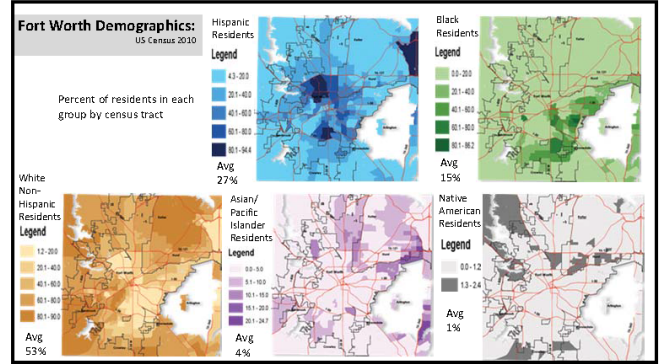 Fort Worth Demographics:
US Census 2010
Percent of residents in each
group by census tract
Hispanic
Residents
Legend
4.3 - 20.0
20.1 - 40.0
40.1 - 60.0
60.1 - 80.0
80.1 - 94.4
Avg
27%
Black
Residents
Legend
0.0 - 20.0
20.1 - 40.0
40.1 - 60.0
60.1 - 80.0
80.1 - 86.2
Avg
15%
White
Non-
Hispanic
Residents
Legend
1.2 - 20.0
20.1 - 40.0
40.1 - 60.0
60.1 - 80.0
80.1 - 90.0
Avg
53%
Asian/
Pacific
Islander
Residents
Legend
0.0 - 5.0
5.1 - 10.0
10.1 - 15.0
15.1 - 20.0
20.1 - 24.7
Avg
4%
Native
American
Residents
Legend
0.0 - 1.2
1.3 - 2.4
Avg
1%